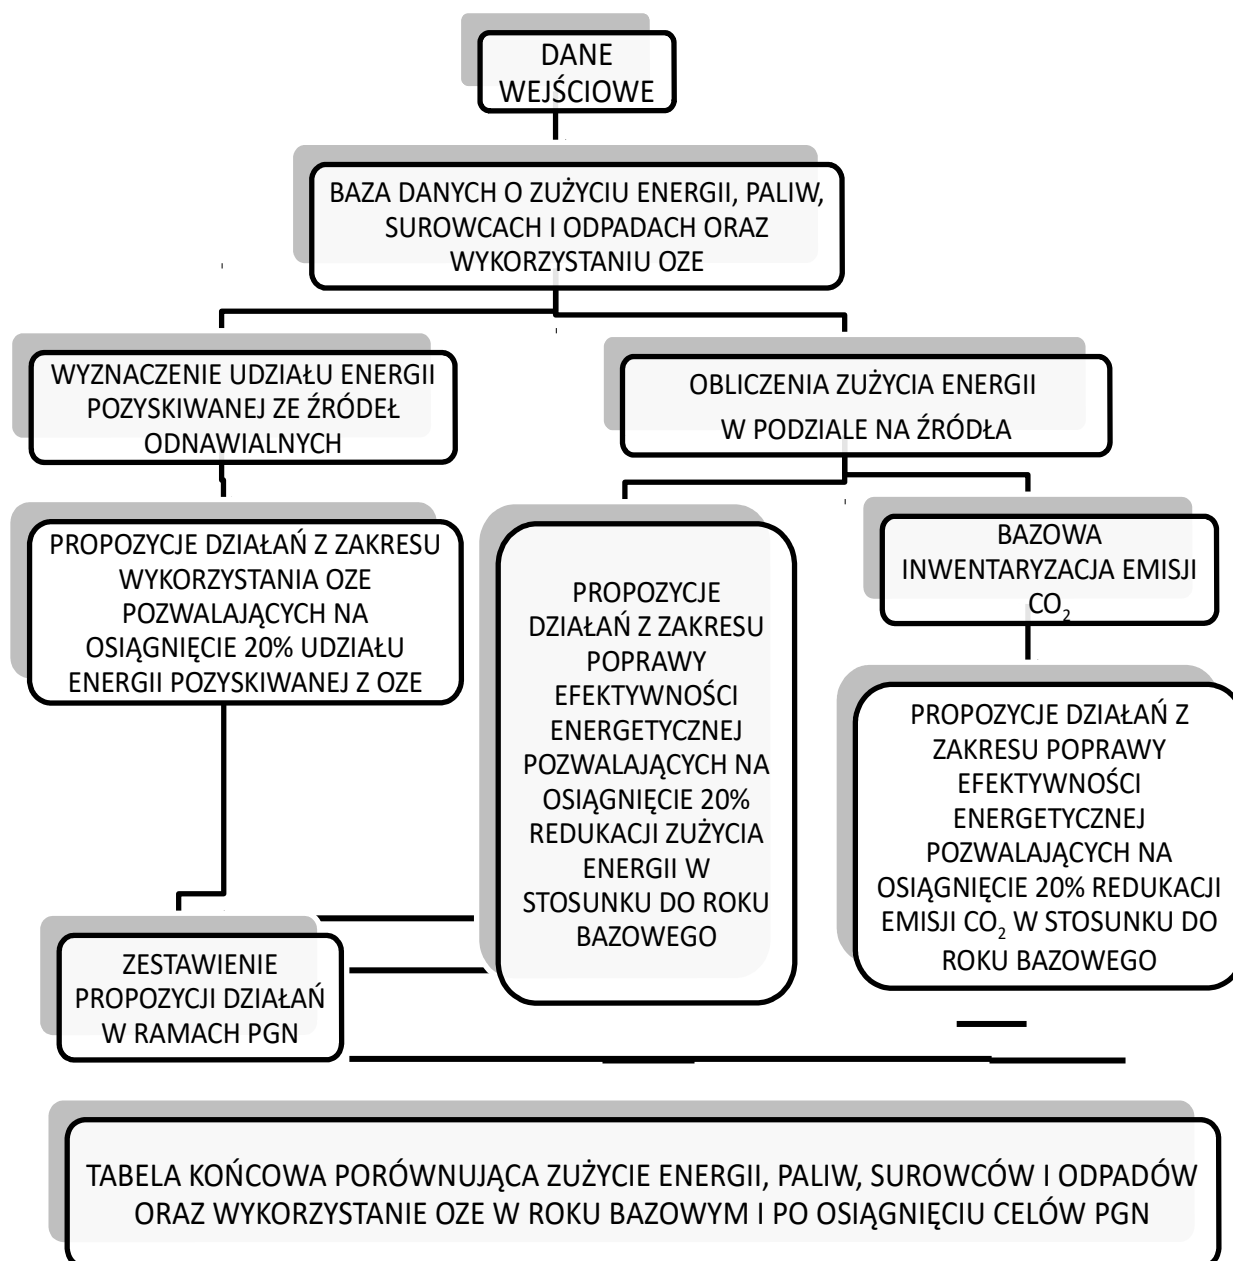 DANE
WEJŚCIOWE
BAZA DANYCH O ZUŻYCIU ENERGII, PALIW,
SUROWCACH I ODPADACH ORAZ
WYKORZYSTANIU OZE
WYZNACZENIE UDZIAŁU ENERGII
POZYSKIWANEJ ZE ŹRÓDEŁ
ODNAWIALNYCH
OBLICZENIA ZUŻYCIA ENERGII
W PODZIALE NA ŹRÓDŁA
PROPOZYCJE DZIAŁAŃ Z ZAKRESU
WYKORZYSTANIA OZE
POZWALAJĄCYCH NA
OSIĄGNIĘCIE 20% UDZIAŁU
ENERGII POZYSKIWANEJ Z OZE
PROPOZYCJE
DZIAŁAŃ Z ZAKRESU
POPRAWY
EFEKTYWNOŚCI
ENERGETYCZNEJ
POZWALAJĄCYCH NA
OSIĄGNIĘCIE 20%
REDUKACJI ZUŻYCIA
ENERGII W
STOSUNKU DO ROKU
BAZOWEGO
BAZOWA
INWENTARYZACJA EMISJI
CO₂
PROPOZYCJE DZIAŁAŃ Z
ZAKRESU POPRAWY
EFEKTYWNOŚCI
ENERGETYCZNEJ
POZWALAJĄCYCH NA
OSIĄGNIĘCIE 20% REDUKACJI
EMISJI CO₂ W STOSUNKU DO
ROKU BAZOWEGO
ZESTAWIENIE
PROPOZYCJI DZIAŁAŃ
W RAMACH PGN
TABELA KOŃCOWA PORÓWNUJĄCA ZUŻYCIE ENERGII, PALIW, SUROWCÓW I ODPADÓW
ORAZ WYKORZYSTANIE OZE W ROKU BAZOWYM I PO OSIĄGNIĘCIU CELÓW PGN